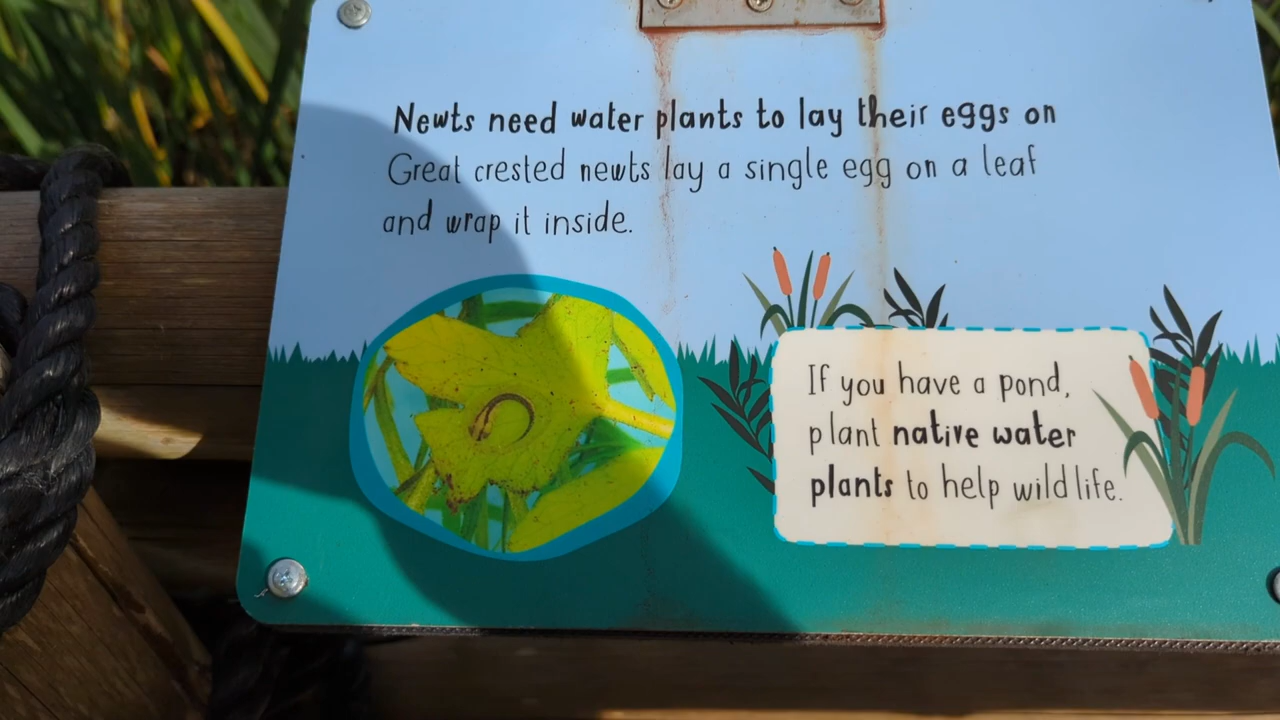 Newts need water plants to lay their eggs on
Great crested newts lay a single egg on a leaf
and wrap it inside.
If you have a pond,
plant native water
plants to help wildlife.